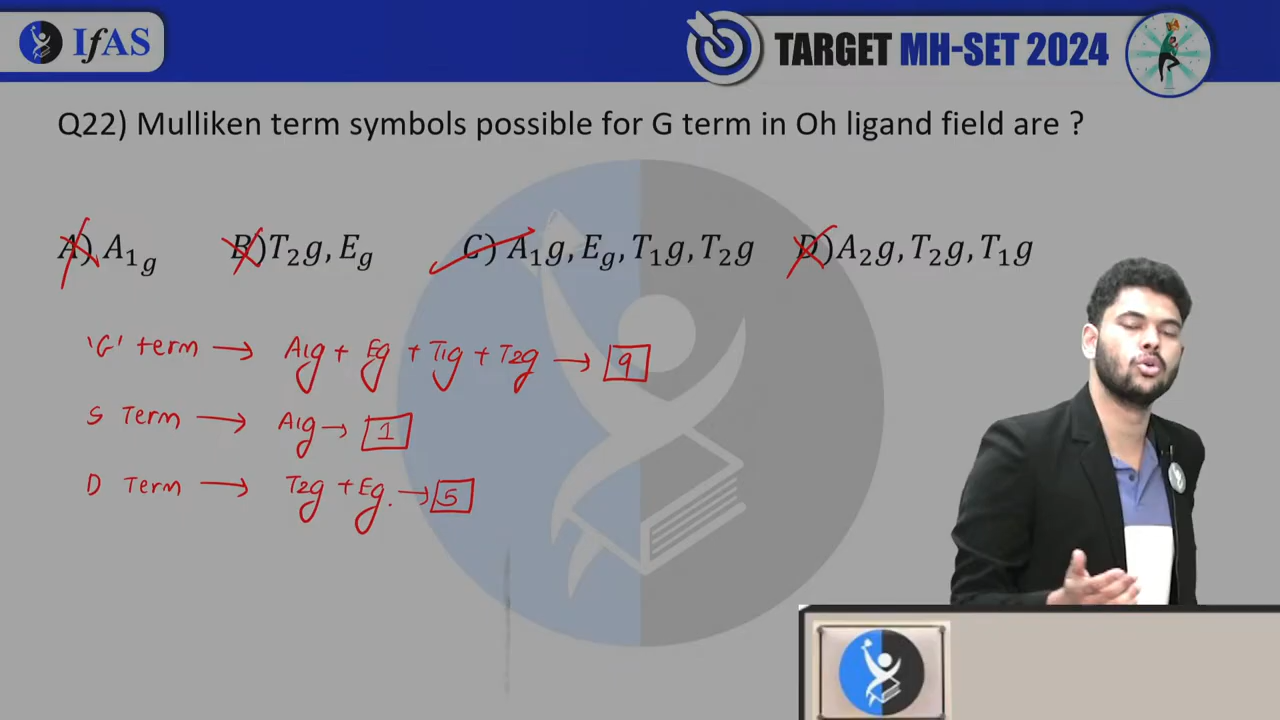 IfAS
TARGET MH-SET 2024
Q22) Mulliken term symbols possible for G term in Oh ligand field are ?
A) A₁g B) T₂g, Eg C) A₁g, Eg, T₁g, T₂g D) A₂g, T₂g, T₁g
'G' term → A1g + Eg + T1g + T2g → 9
S Term → A1g → 1
D Term → T2g + Eg. → 5